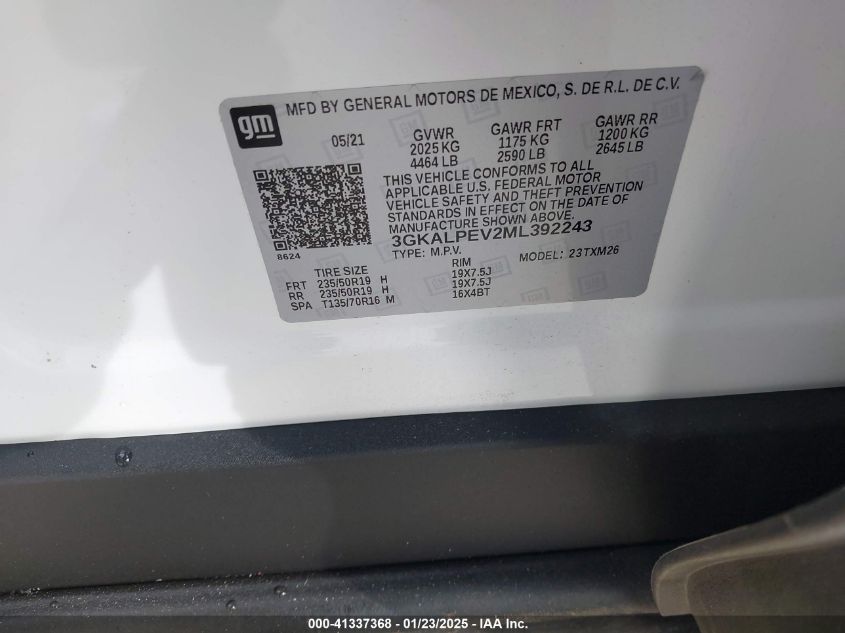 gm
MFD BY GENERAL MOTORS DE MEXICO, S. DE R.L. DE C.V.
05/21 GVWR GAWR FRT GAWR RR
2025 KG 1175 KG 1200 KG
4464 LB 2590 LB 2645 LB
THIS VEHICLE CONFORMS TO ALL
APPLICABLE U.S. FEDERAL MOTOR
VEHICLE SAFETY AND THEFT PREVENTION
STANDARDS IN EFFECT ON THE DATE OF
MANUFACTURE SHOWN ABOVE.
3GKALPEV2ML392243
8624 TYPE: M.P.V. MODEL: 23TXM26
TIRE SIZE RIM
FRT 235/50R19 H 19X7.5J
RR 235/50R19 H 19X7.5J
SPA T135/70R16 M 16X4BT
000-41337368 - 01/23/2025 - IAA Inc.